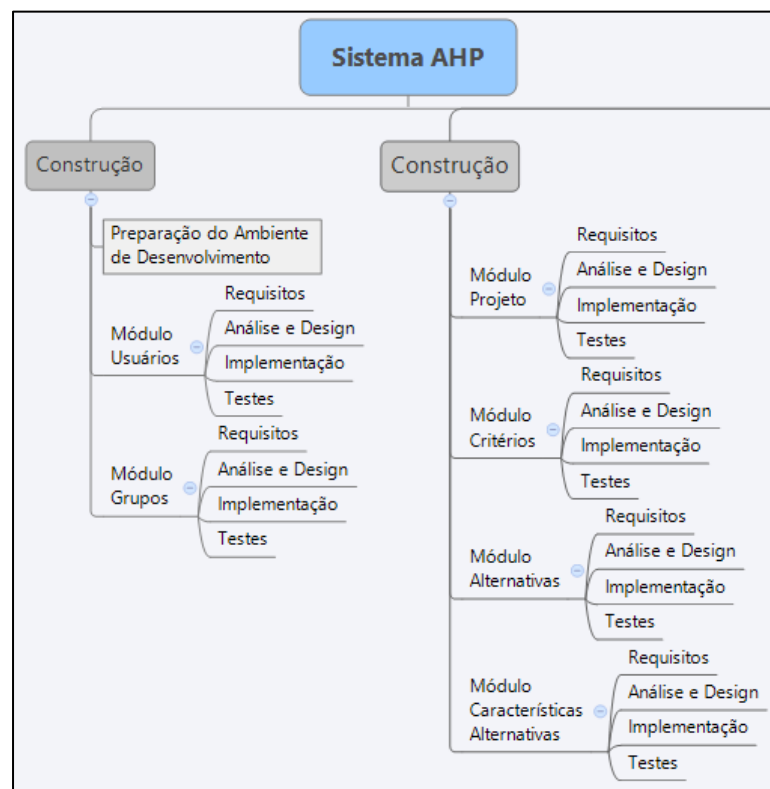 Sistema AHP
Construção
Preparação do Ambiente
de Desenvolvimento
Módulo
Usuários
Requisitos
Análise e Design
Implementação
Testes
Módulo
Grupos
Requisitos
Análise e Design
Implementação
Testes
Construção
Módulo
Projeto
Requisitos
Análise e Design
Implementação
Testes
Módulo
Critérios
Requisitos
Análise e Design
Implementação
Testes
Módulo
Alternativas
Requisitos
Análise e Design
Implementação
Testes
Módulo
Características
Alternativas
Requisitos
Análise e Design
Implementação
Testes